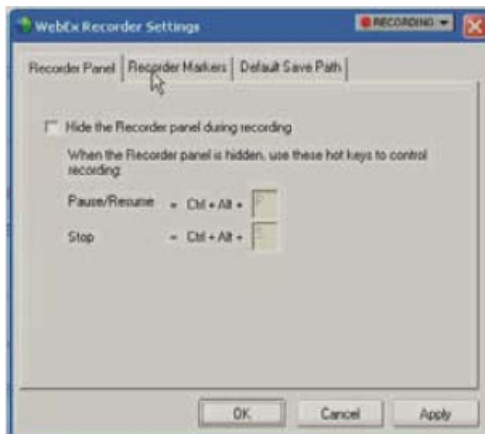 WebEx Recorder Settings
RECORDING
Recorder Panel Recorder Markers Default Save Path
Hide the Recorder panel during recording
When the Recorder panel is hidden, use these hot keys to control
recording:
Pause/Resume = Ctrl + Alt + P
Stop = Ctrl + Alt +
OK Cancel Apply